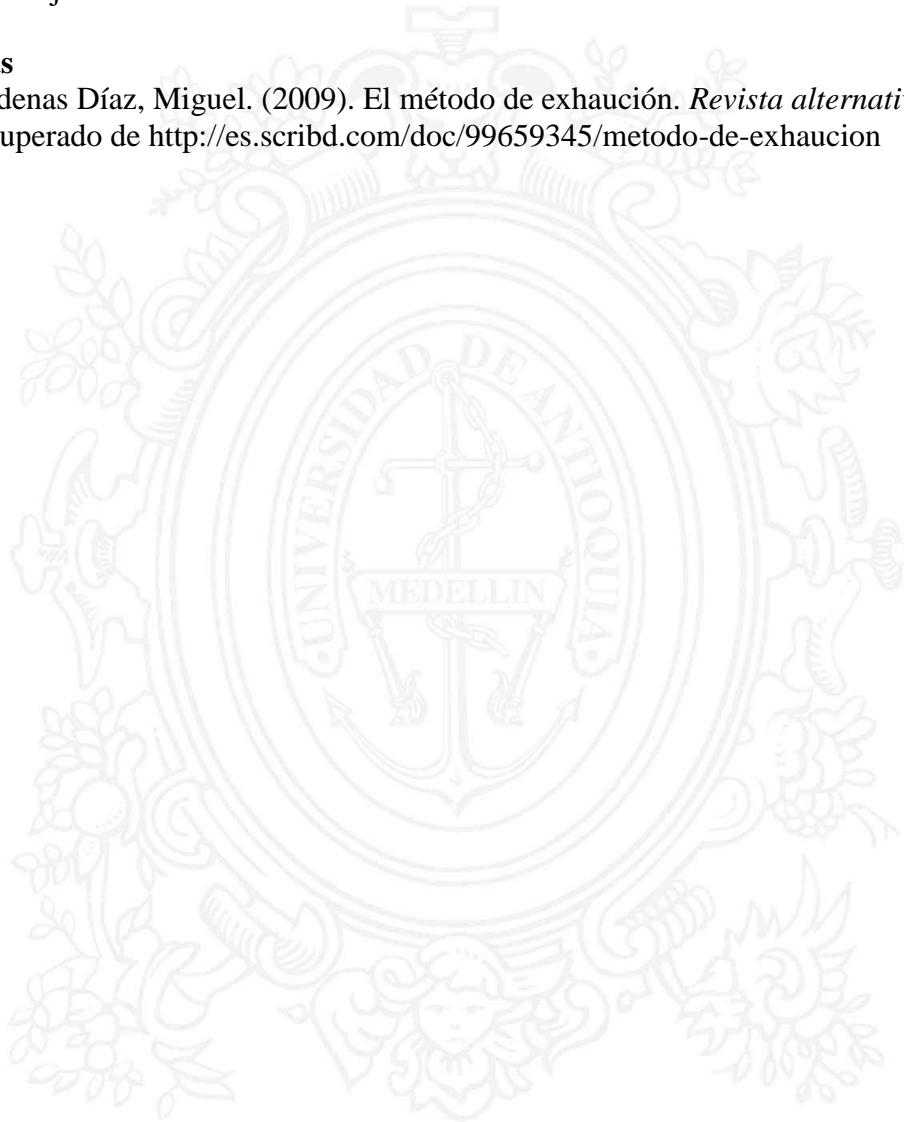 as
denas Díaz, Miguel. (2009). El método de exhaución. Revista alternati
uperado de http://es.scribd.com/doc/99659345/metodo-de-exhaucion
UNIVERSIDAD DE ANTIOQUIA
MEDELLIN